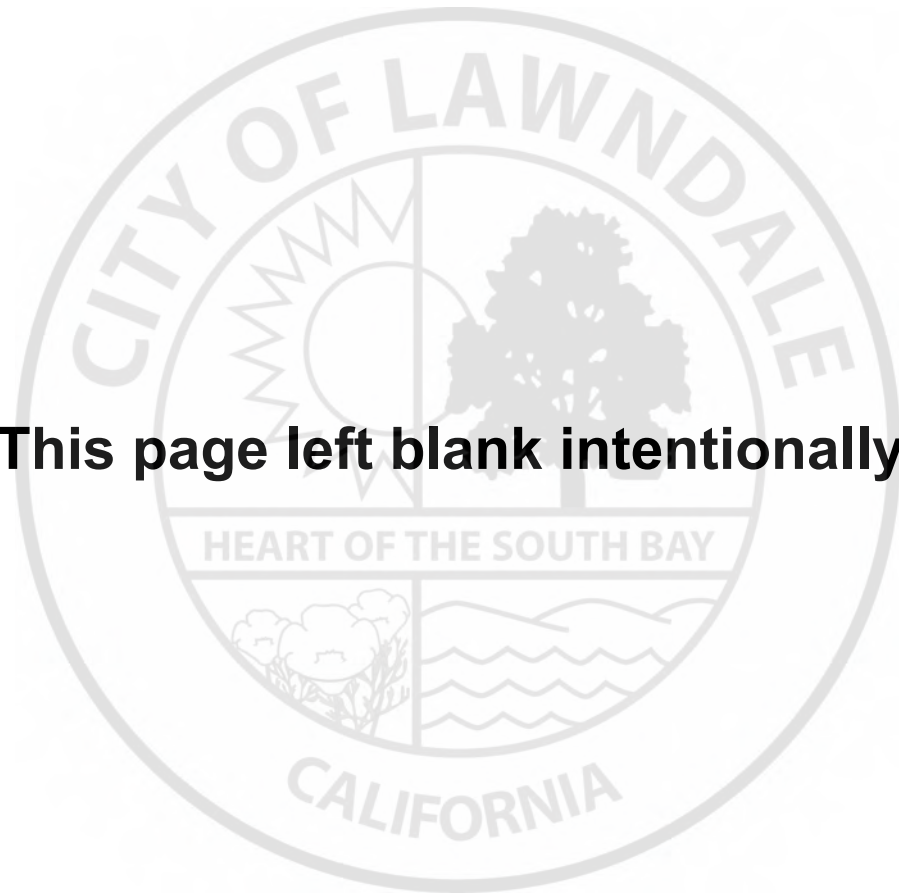 CITY OF LAWNDALE
This page left blank intentionally
HEART OF THE SOUTH BAY
CALIFORNIA